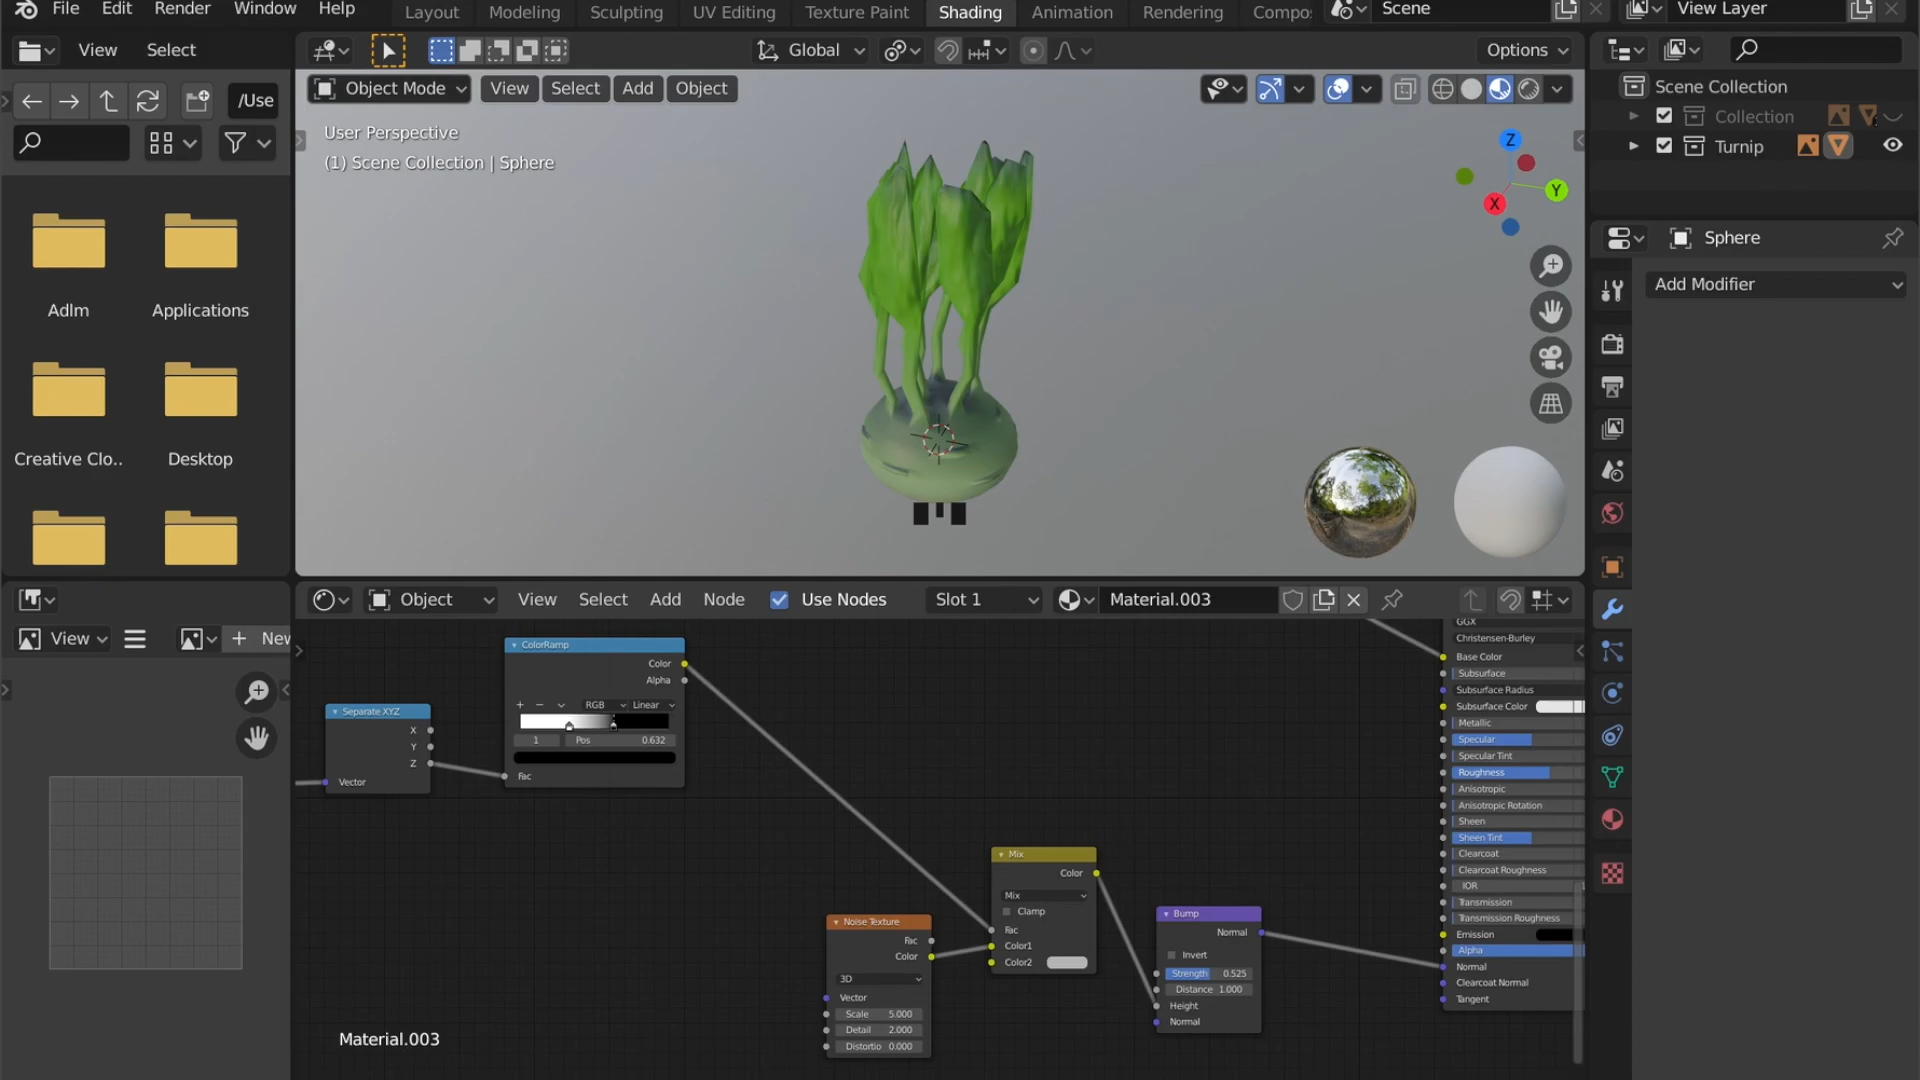 File Edit Render Window Help Layout Modeling Sculpting UV Editing Texture Paint Shading Animation Rendering Compo Scene View Layer
View Select Global Options
/Use Object Mode View Select Add Object Scene Collection
User Perspective
(1) Scene Collection | Sphere
Collection
Turnip
Z
Y
X
Sphere
Add Modifier
Adlm Applications
Creative Clo.. Desktop
Object View Select Add Node Use Nodes Slot 1 Material.003
View New
ColorRamp
Color
Alpha
RGB Linear
1 Pos 0.632
Fac
Separate XYZ
X
Y
Z
Vector
Noise Texture
Fac
Color
3D
Vector
Scale 5.000
Detail 2.000
Distortio 0.000
Mix
Color
Mix
Clamp
Fac
Color1
Color2
Bump
Normal
Invert
Strength 0.525
Distance 1.000
Height
Normal
GGX
Christensen-Burley
Base Color
Subsurface
Subsurface Radius
Subsurface Color
Metallic
Specular
Specular Tint
Roughness
Anisotropic
Anisotropic Rotation
Sheen
Sheen Tint
Clearcoat
Clearcoat Roughness
IOR
Transmission
Transmission Roughness
Emission
Alpha
Normal
Clearcoat Normal
Tangent
Material.003